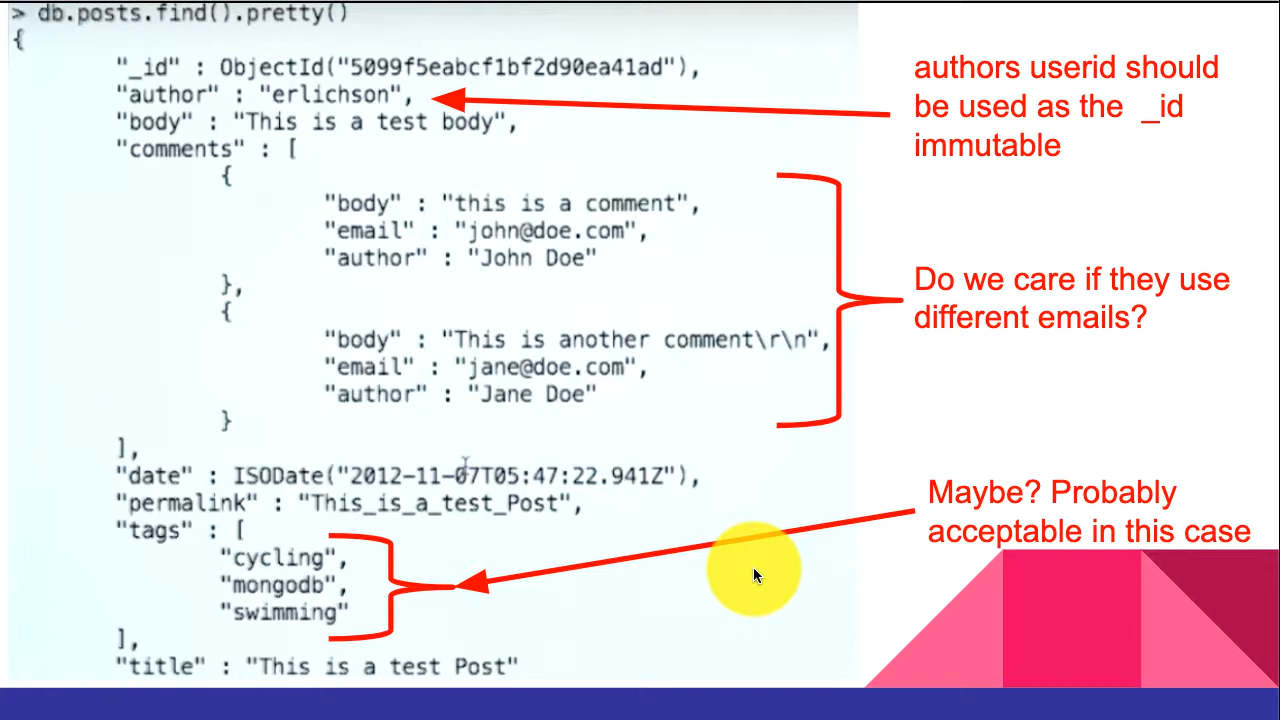 > db.posts.find().pretty()
{
"_id" : ObjectId("5099f5eabcf1bf2d90ea41ad"),
"author" : "erlichson",
"body" : "This is a test body",
"comments" : [
{
"body" : "this is a comment",
"email" : "john@doe.com",
"author" : "John Doe"
},
{
"body" : "This is another comment\r\n",
"email" : "jane@doe.com",
"author" : "Jane Doe"
}
],
"date" : ISODate("2012-11-07T05:47:22.941Z"),
"permalink" : "This_is_a_test_Post",
"tags" : [
"cycling",
"mongodb",
"swimming"
],
"title" : "This is a test Post"
authors userid should
be used as the _id
immutable
Do we care if they use
different emails?
Maybe? Probably
acceptable in this case